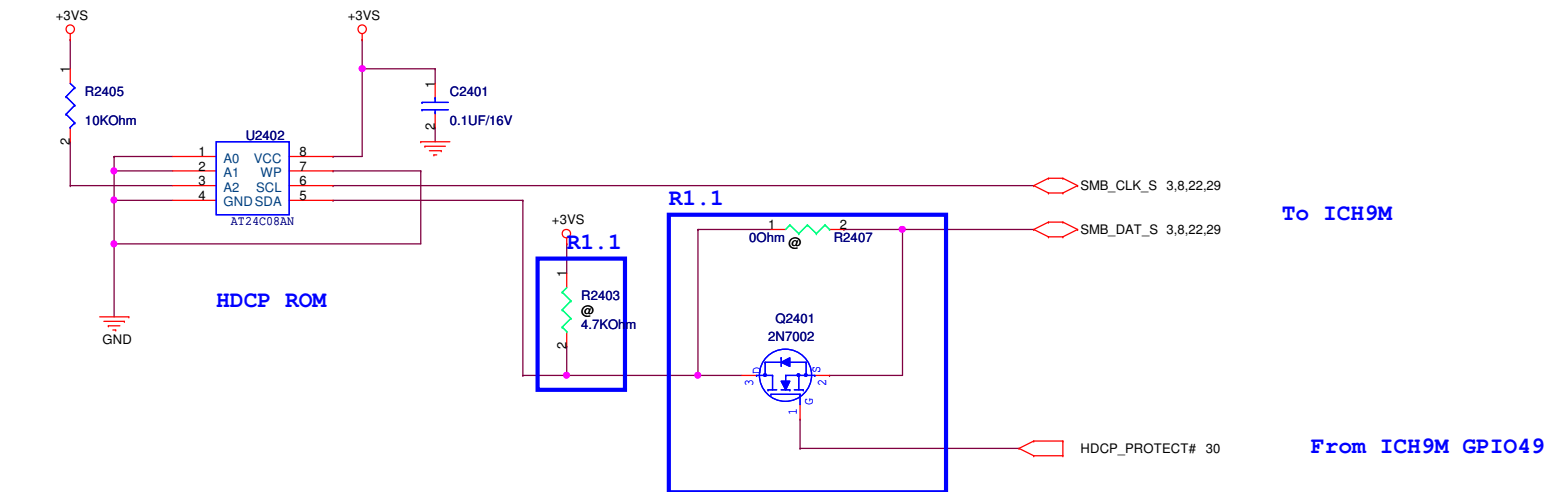 +3VS
+3VS
1
R2405
10KOhm
2
1
C2401
0.1UF/16V
2
U2402
1 A0 VCC 8
2 A1 WP 7
3 A2 SCL 6
4 GND SDA 5
AT24C08AN
SMB_CLK_S 3,8,22,29
R1.1
To ICH9M
+3VS
R1.1
1 2
0Ohm @ R2407
SMB_DAT_S 3,8,22,29
HDCP ROM
1
R2403
@
4.7KOhm
2
GND
Q2401
2N7002
3 D S 2
1 G
HDCP_PROTECT# 30
From ICH9M GPIO49